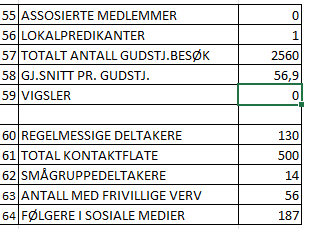 55 ASSOSIERTE MEDLEMMER 0
56 LOKALPREDIKANTER 1
57 TOTALT ANTALL GUDSTJ.BESØK 2560
58 GJ.SNITT PR. GUDSTJ. 56,9
59 VIGSLER 0
60 REGELMESSIGE DELTAKERE 130
61 TOTAL KONTAKTFLATE 500
62 SMÅGRUPPEDELTAKERE 14
63 ANTALL MED FRIVILLIGE VERV 56
64 FØLGERE I SOSIALE MEDIER 187